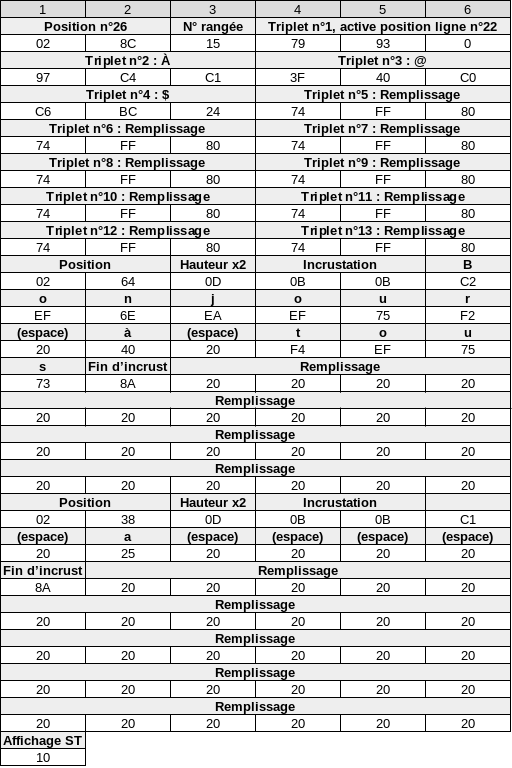 1 2 3 4 5 6
Position n°26 N° rangée Triplet n°1, active position ligne n°22
02 8C 15 79 93 0
Triplet n°2 : À Triplet n°3 : @
97 C4 C1 3F 40 C0
Triplet n°4 : $ Triplet n°5 : Remplissage
C6 BC 24 74 FF 80
Triplet n°6 : Remplissage Triplet n°7 : Remplissage
74 FF 80 74 FF 80
Triplet n°8 : Remplissage Triplet n°9 : Remplissage
74 FF 80 74 FF 80
Triplet n°10 : Remplissage Triplet n°11 : Remplissage
74 FF 80 74 FF 80
Triplet n°12 : Remplissage Triplet n°13 : Remplissage
74 FF 80 74 FF 80
Position Hauteur x2 Incrustation B
02 64 0D 0B 0B C2
o n j o u r
EF 6E EA EF 75 F2
(espace) à (espace) t o u
20 40 20 F4 EF 75
s Fin d'incrust Remplissage
73 8A 20 20 20 20
Remplissage
20 20 20 20 20 20
Remplissage
20 20 20 20 20 20
Remplissage
20 20 20 20 20 20
Position Hauteur x2 Incrustation
02 38 0D 0B 0B C1
(espace) a (espace) (espace) (espace) (espace)
20 25 20 20 20 20
Fin d'incrust Remplissage
8A 20 20 20 20 20
Remplissage
20 20 20 20 20 20
Remplissage
20 20 20 20 20 20
Remplissage
20 20 20 20 20 20
Remplissage
20 20 20 20 20 20
Affichage ST
10